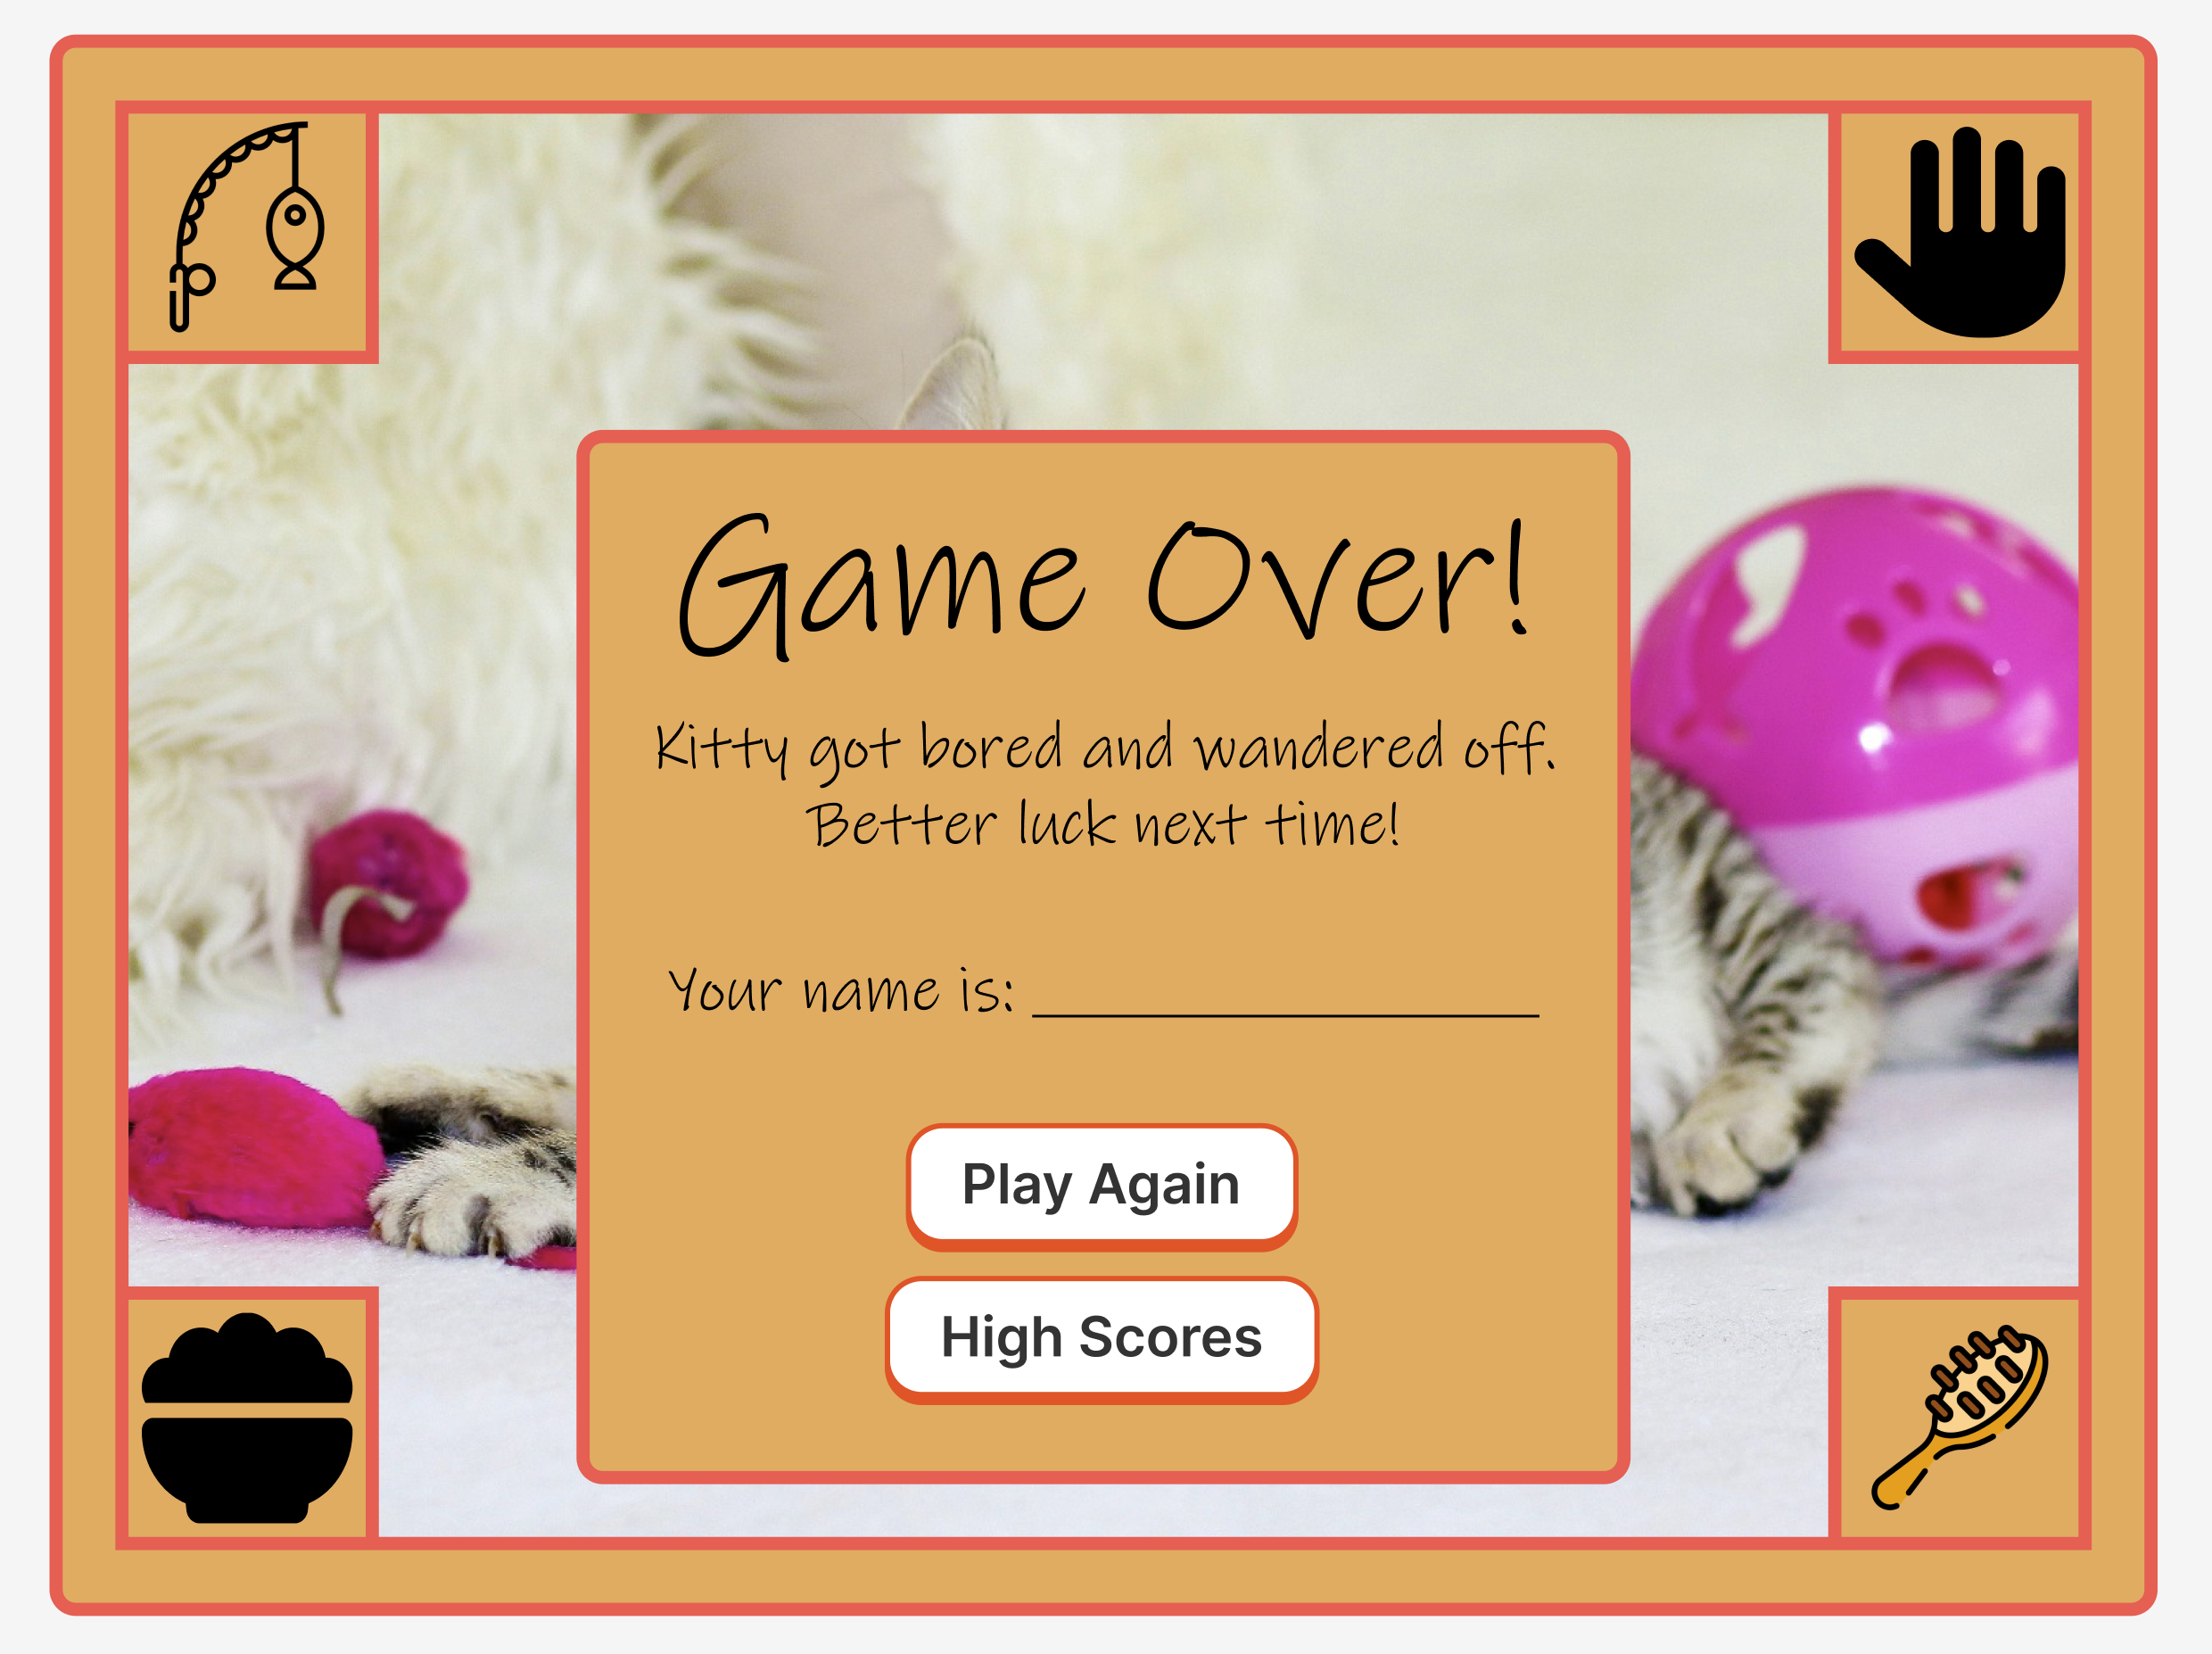 Game Over!
Kitty got bored and wandered off.
Better luck next time!
Your name is:
Play Again
High Scores